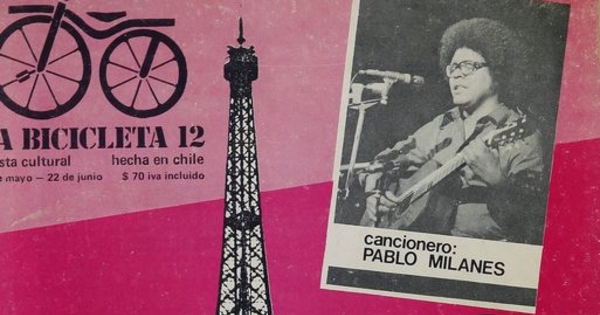 A BICICLETA 12
sta cultural hecha en chile
e mayo — 22 de junio $ 70 iva incluido
cancionero:
PABLO MILANES